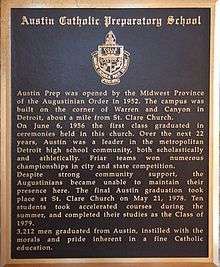 Austin Catholic Preparatory School
Austin Prep was opened by the Midwest Province
of the Augustinian Order in 1952. The campus was
built on the corner of Warren and Canyon in
Detroit, about a mile from St. Clare Church.
On June 6, 1956 the first class graduated in
ceremonies held in this church. Over the next 22
years, Austin was a leader in the metropolitan
Detroit high school community, both scholastically
and athletically. Friar teams won numerous
championships in city and state competition.
Despite strong community support, the
Augustinians became unable to maintain their
presence here. The final Austin graduation took
place at St. Clare Church on May 21, 1978. Ten
students took accelerated courses during the
summer, and completed their studies as the Class of
1979.
3,212 men graduated from Austin, instilled with the
morals and pride inherent in a fine Catholic
education.